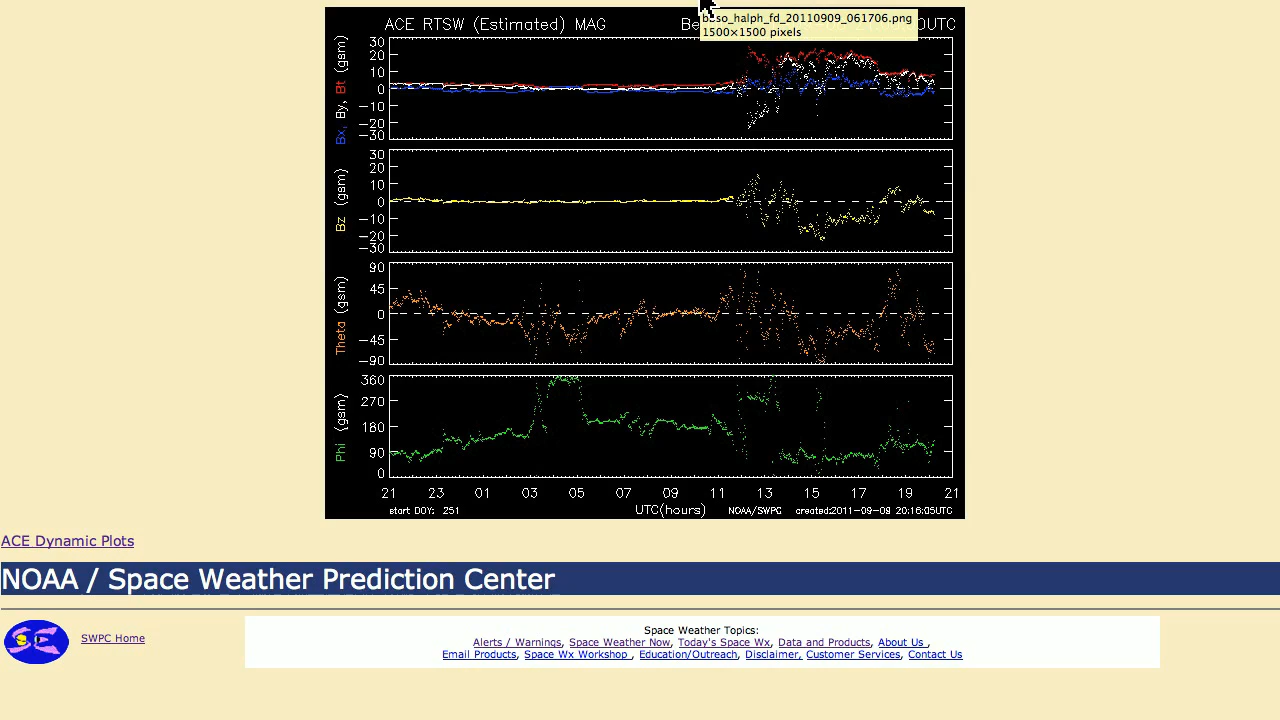 ACE RTSW (Estimated) MAG Be UTC
bbso_halph_fd_20110909_061706.png
1500×1500 pixels
Bx, By, Bt (gsm)
30
20
10
0
−10
−20
−30
Bz (gsm)
30
20
10
0
−10
−20
−30
Theta (gsm)
90
45
0
−45
−90
Phi (gsm)
360
270
180
90
0
21 23 01 03 05 07 09 11 13 15 17 19 21
start DOY: 251 UTC(hours) NOAA/SWPC created:2011-09-09 20:16:05UTC
ACE Dynamic Plots
NOAA / Space Weather Prediction Center
SWPC Home
Space Weather Topics:
Alerts / Warnings, Space Weather Now, Today's Space Wx, Data and Products, About Us ,
Email Products, Space Wx Workshop , Education/Outreach, Disclaimer, Customer Services, Contact Us